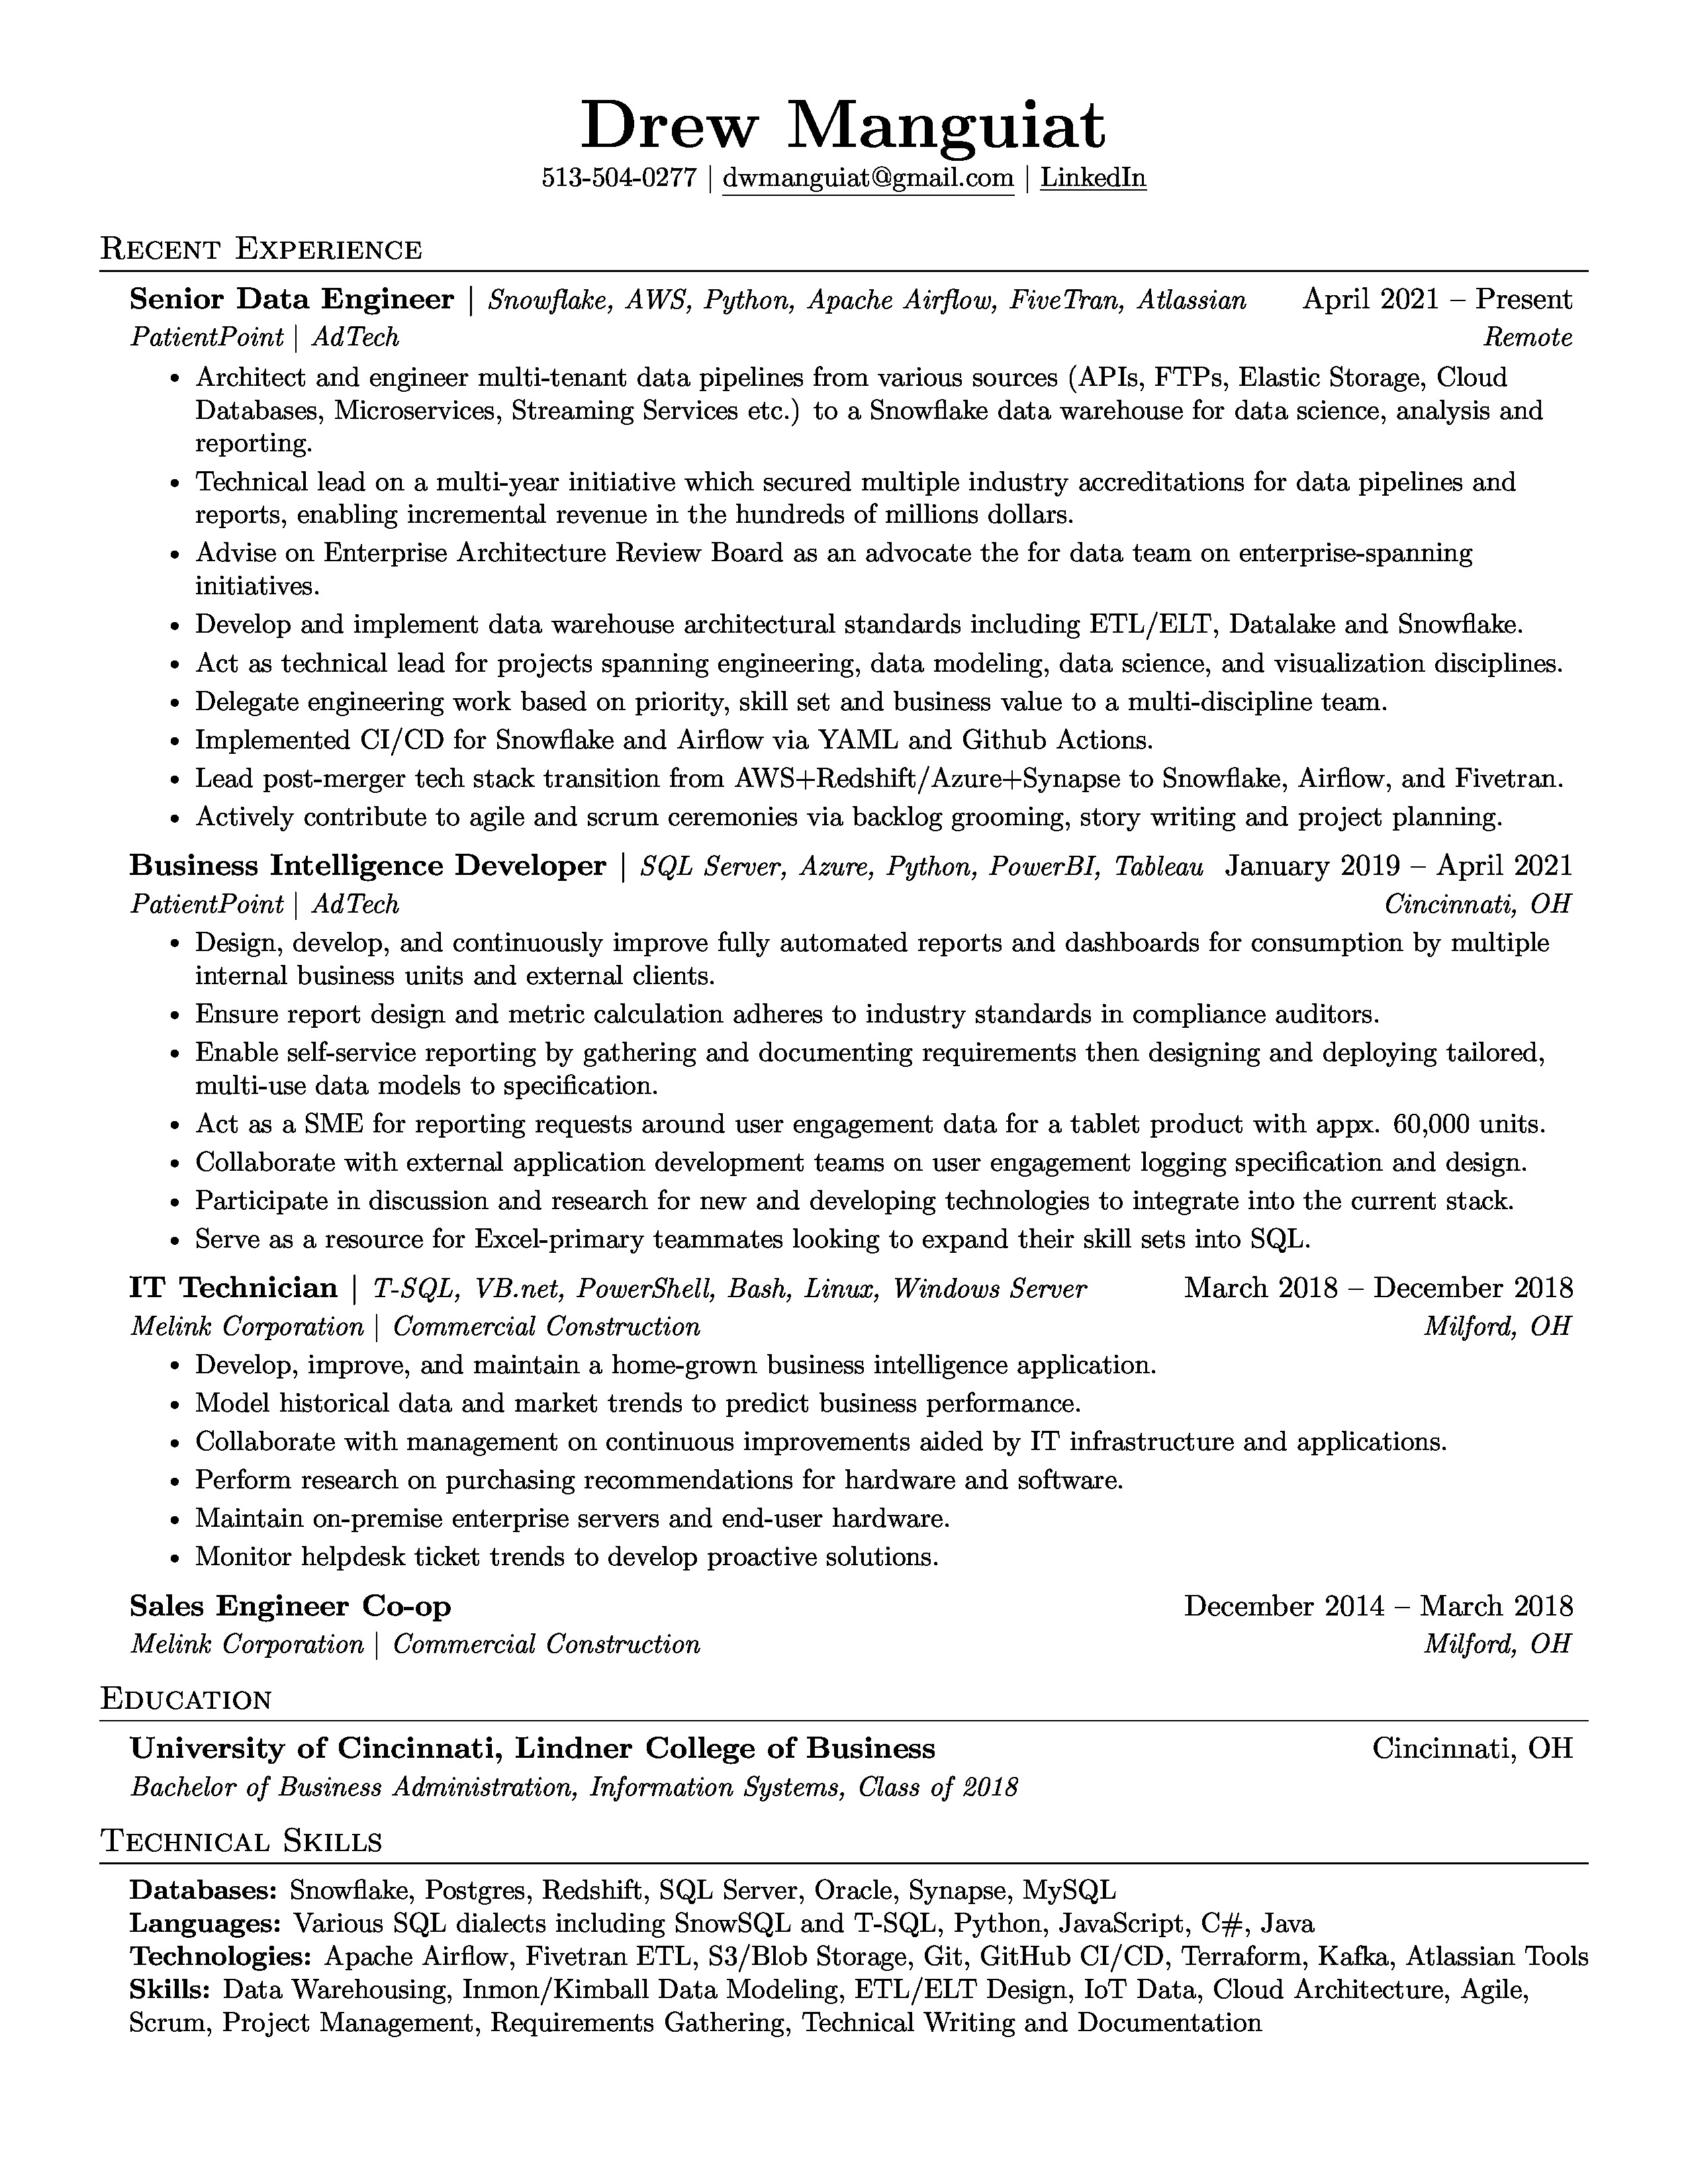 Drew Manguiat
513-504-0277 | dwmanguiat@gmail.com | LinkedIn
Recent Experience
Senior Data Engineer | Snowflake, AWS, Python, Apache Airflow, FiveTran, Atlassian April 2021 – Present
PatientPoint | AdTech Remote
• Architect and engineer multi-tenant data pipelines from various sources (APIs, FTPs, Elastic Storage, Cloud
Databases, Microservices, Streaming Services etc.) to a Snowflake data warehouse for data science, analysis and
reporting.
• Technical lead on a multi-year initiative which secured multiple industry accreditations for data pipelines and
reports, enabling incremental revenue in the hundreds of millions dollars.
• Advise on Enterprise Architecture Review Board as an advocate the for data team on enterprise-spanning
initiatives.
• Develop and implement data warehouse architectural standards including ETL/ELT, Datalake and Snowflake.
• Act as technical lead for projects spanning engineering, data modeling, data science, and visualization disciplines.
• Delegate engineering work based on priority, skill set and business value to a multi-discipline team.
• Implemented CI/CD for Snowflake and Airflow via YAML and Github Actions.
• Lead post-merger tech stack transition from AWS+Redshift/Azure+Synapse to Snowflake, Airflow, and Fivetran.
• Actively contribute to agile and scrum ceremonies via backlog grooming, story writing and project planning.
Business Intelligence Developer | SQL Server, Azure, Python, PowerBI, Tableau January 2019 – April 2021
PatientPoint | AdTech Cincinnati, OH
• Design, develop, and continuously improve fully automated reports and dashboards for consumption by multiple
internal business units and external clients.
• Ensure report design and metric calculation adheres to industry standards in compliance auditors.
• Enable self-service reporting by gathering and documenting requirements then designing and deploying tailored,
multi-use data models to specification.
• Act as a SME for reporting requests around user engagement data for a tablet product with appx. 60,000 units.
• Collaborate with external application development teams on user engagement logging specification and design.
• Participate in discussion and research for new and developing technologies to integrate into the current stack.
• Serve as a resource for Excel-primary teammates looking to expand their skill sets into SQL.
IT Technician | T-SQL, VB.net, PowerShell, Bash, Linux, Windows Server March 2018 – December 2018
Melink Corporation | Commercial Construction Milford, OH
• Develop, improve, and maintain a home-grown business intelligence application.
• Model historical data and market trends to predict business performance.
• Collaborate with management on continuous improvements aided by IT infrastructure and applications.
• Perform research on purchasing recommendations for hardware and software.
• Maintain on-premise enterprise servers and end-user hardware.
• Monitor helpdesk ticket trends to develop proactive solutions.
Sales Engineer Co-op December 2014 – March 2018
Melink Corporation | Commercial Construction Milford, OH
Education
University of Cincinnati, Lindner College of Business Cincinnati, OH
Bachelor of Business Administration, Information Systems, Class of 2018
Technical Skills
Databases: Snowflake, Postgres, Redshift, SQL Server, Oracle, Synapse, MySQL
Languages: Various SQL dialects including SnowSQL and T-SQL, Python, JavaScript, C#, Java
Technologies: Apache Airflow, Fivetran ETL, S3/Blob Storage, Git, GitHub CI/CD, Terraform, Kafka, Atlassian Tools
Skills: Data Warehousing, Inmon/Kimball Data Modeling, ETL/ELT Design, IoT Data, Cloud Architecture, Agile,
Scrum, Project Management, Requirements Gathering, Technical Writing and Documentation